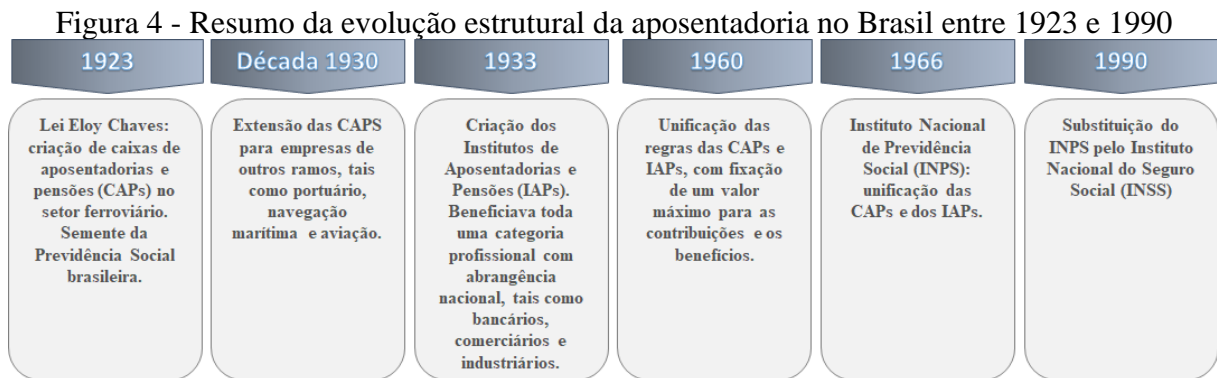 Figura 4 - Resumo da evolução estrutural da aposentadoria no Brasil entre 1923 e 1990
1923
Lei Eloy Chaves:
criação de caixas de
aposentadorias e
pensões (CAPs) no
setor ferroviário.
Semente da
Previdência Social
brasileira.
Década 1930
Extensão das CAPS
para empresas de
outros ramos, tais
como portuário,
navegação
marítima e aviação.
1933
Criação dos
Institutos de
Aposentadorias e
Pensões (IAPs).
Beneficiava toda
uma categoria
profissional com
abrangência
nacional, tais como
bancários,
comerciários e
industriários.
1960
Unificação das
regras das CAPs e
IAPs, com fixação
de um valor
máximo para as
contribuições e os
benefícios.
1966
Instituto Nacional
de Previdência
Social (INPS):
unificação das
CAPs e dos IAPs.
1990
Substituição do
INPS pelo Instituto
Nacional do Seguro
Social (INSS)